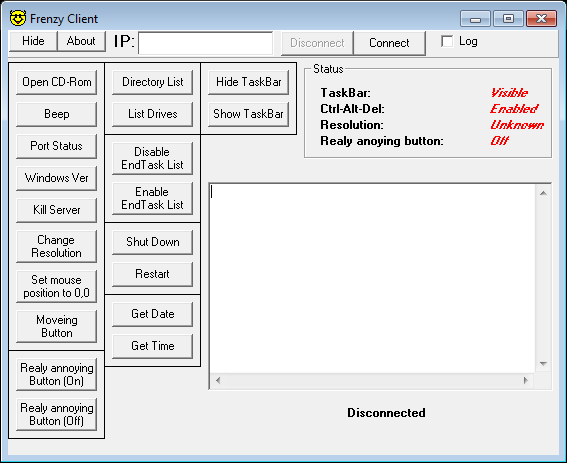 Frenzy Client
Hide About IP: Disconnect Connect Log
Open CD-Rom
Beep
Port Status
Windows Ver
Kill Server
Change
Resolution
Set mouse
position to 0,0
Moveing
Button
Realy annoying
Button (On)
Realy annoying
Button (Off)
Directory List
List Drives
Disable
EndTask List
Enable
EndTask List
Shut Down
Restart
Get Date
Get Time
Hide TaskBar
Show TaskBar
Status
TaskBar: Visible
Ctrl-Alt-Del: Enabled
Resolution: Unknown
Realy anoying button: Off
Disconnected